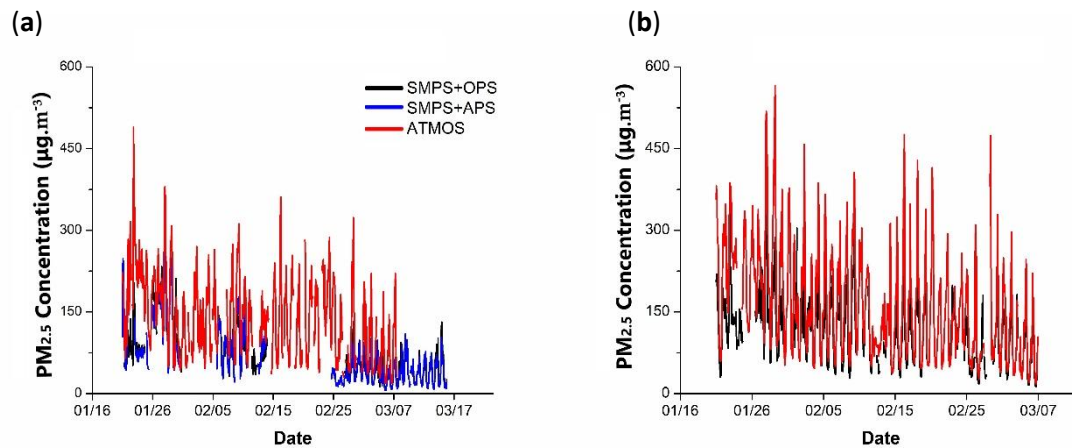 (a)
(b)
600
450
300
150
0
PM2.5 Concentration (µg.m-3)
SMPS+OPS
SMPS+APS
ATMOS
01/16 01/26 02/05 02/15 02/25 03/07 03/17
Date
600
450
300
150
0
PM2.5 Concentration (µg.m-3)
01/16 01/26 02/05 02/15 02/25 03/07
Date